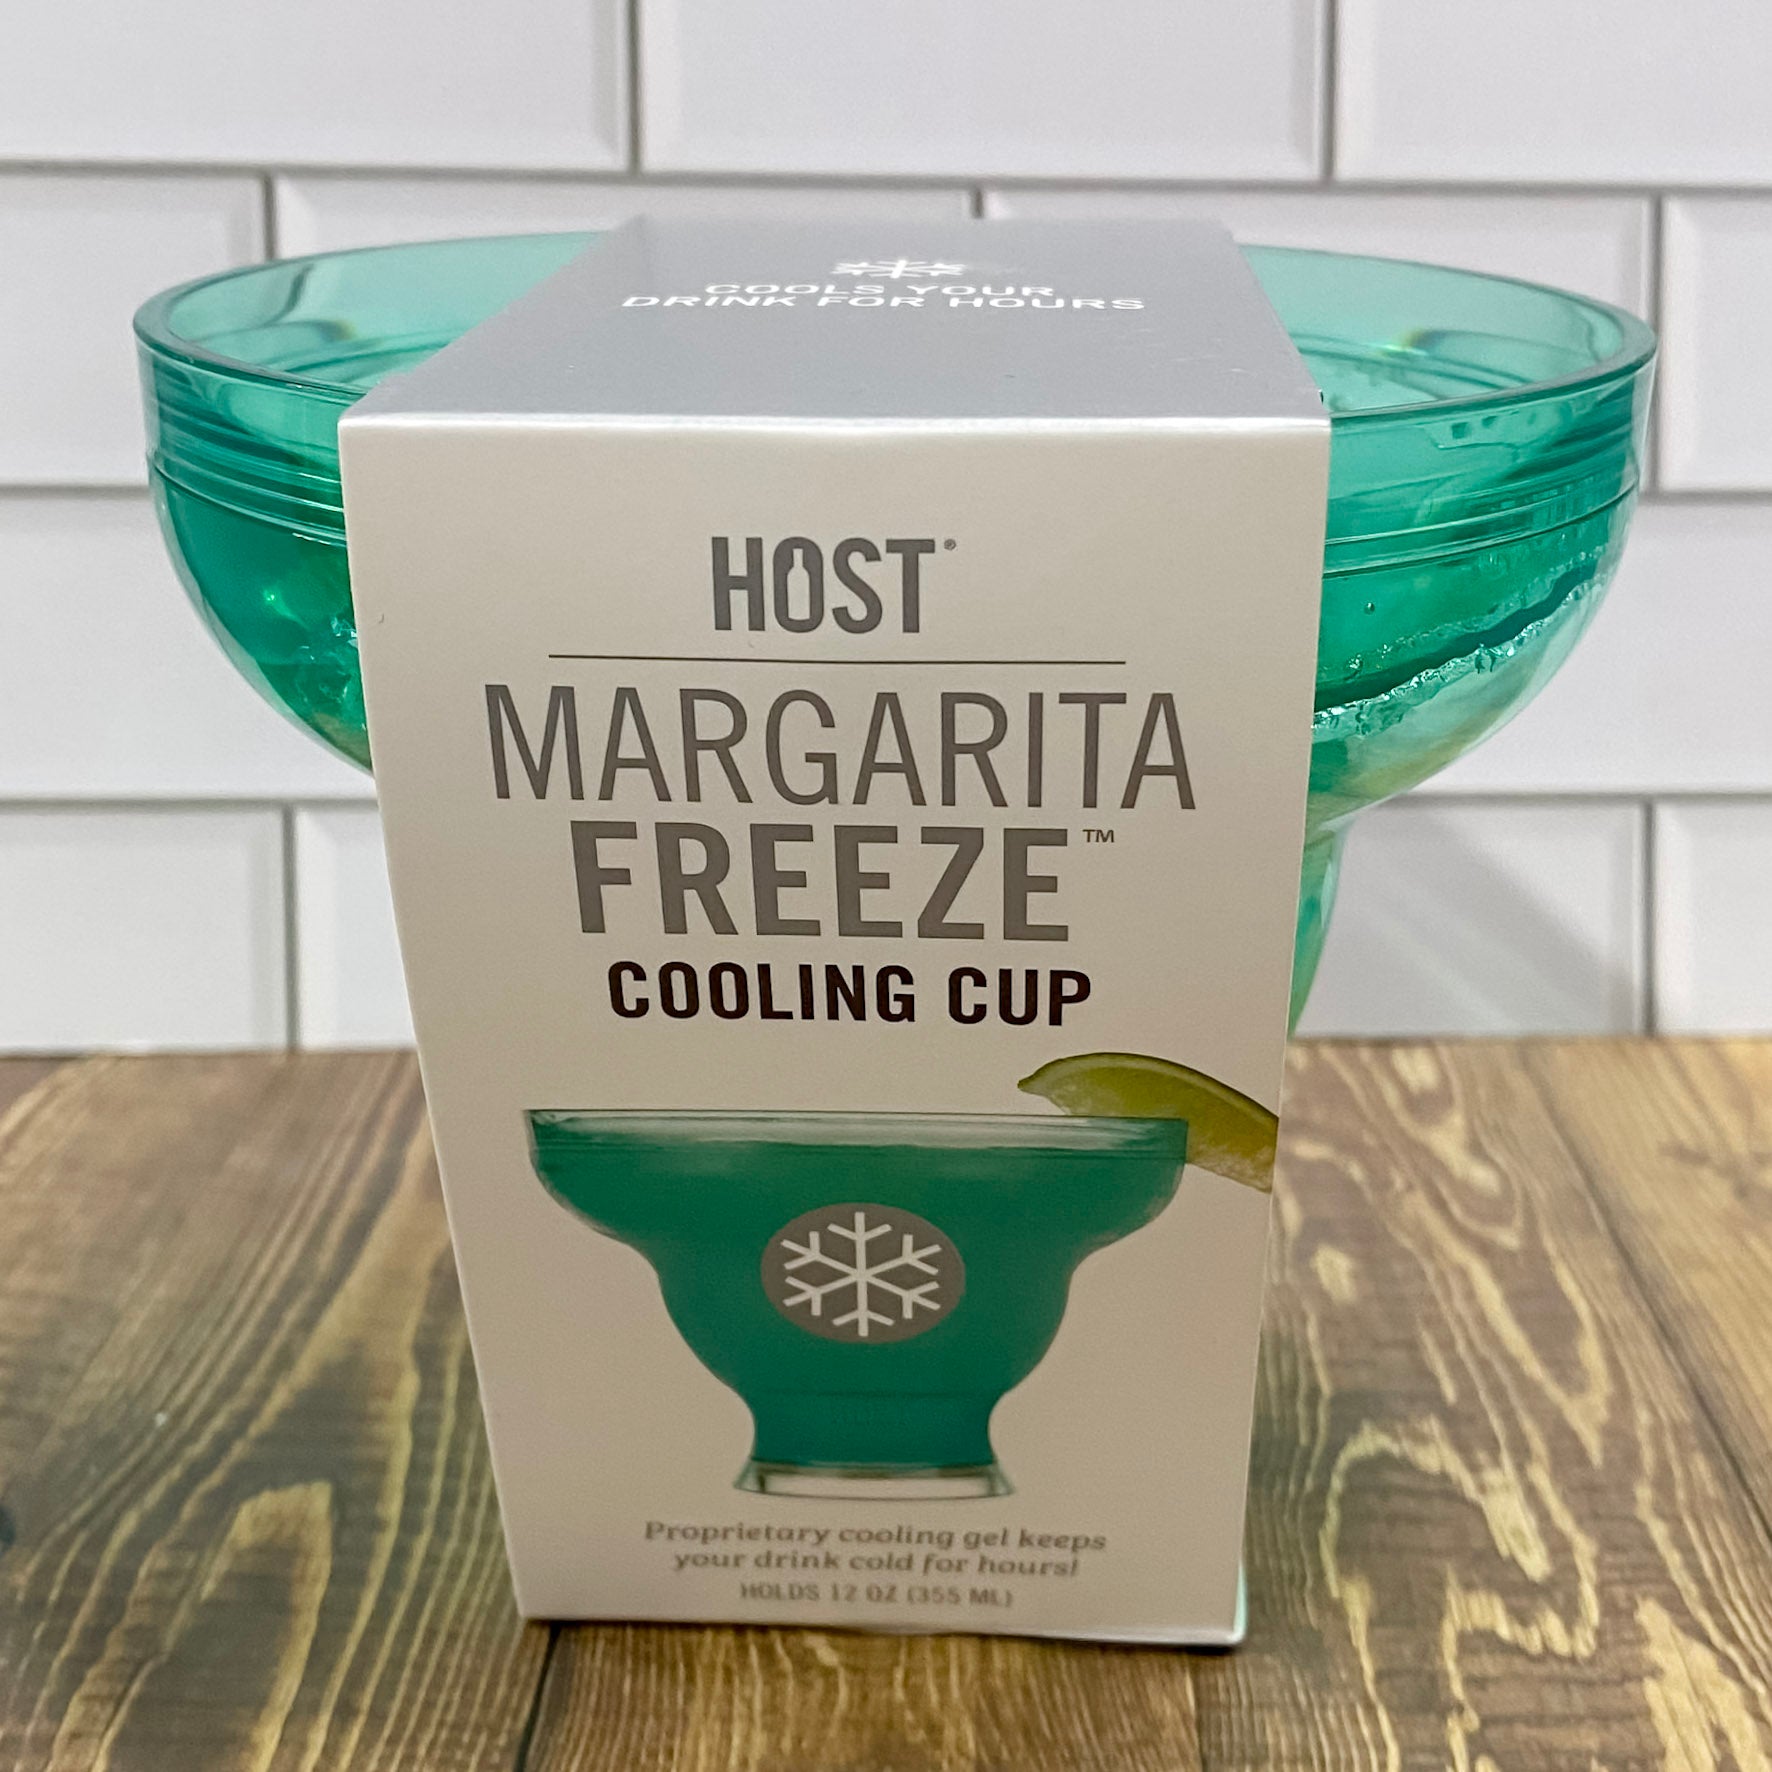 COOLS YOUR
DRINK FOR HOURS
HOST®
MARGARITA
FREEZE™
COOLING CUP
Proprietary cooling gel keeps
your drink cold for hours!
HOLDS 12 OZ (355 ML)